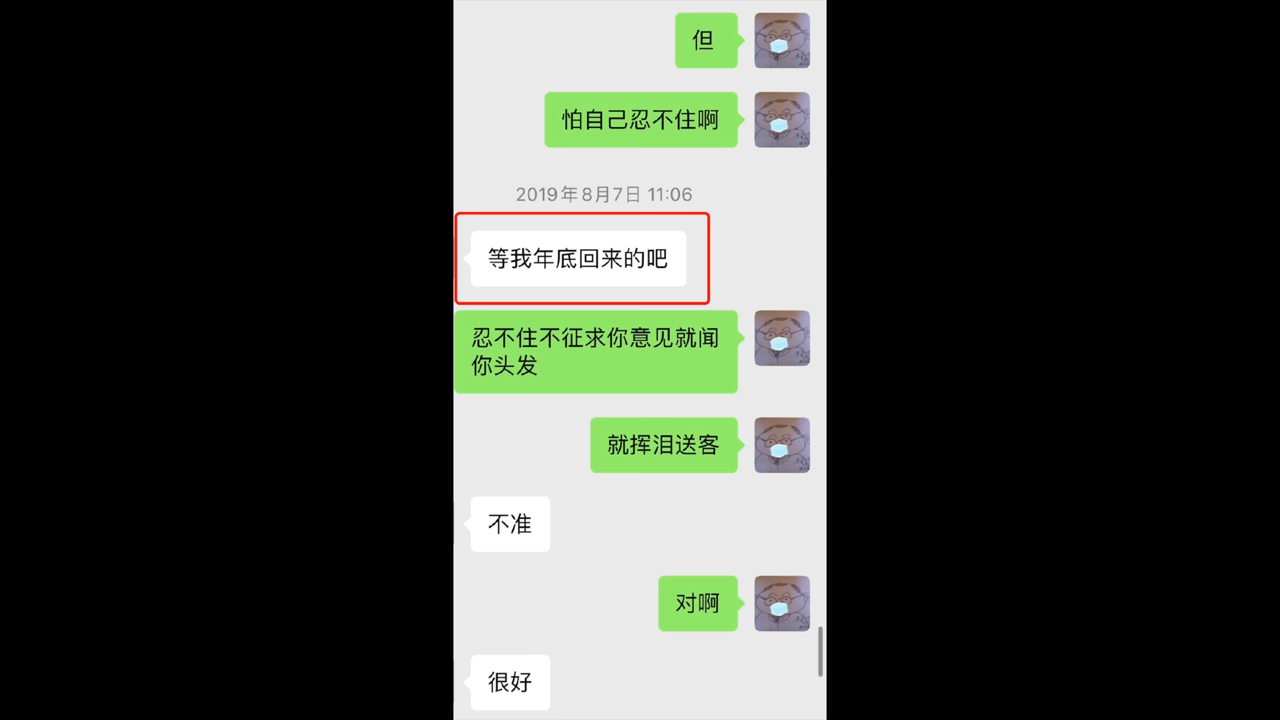 但
怕自己忍不住啊
2019年8月7日 11:06
等我年底回来的吧
忍不住不征求你意见就闻
你头发
就挥泪送客
不准
对啊
很好